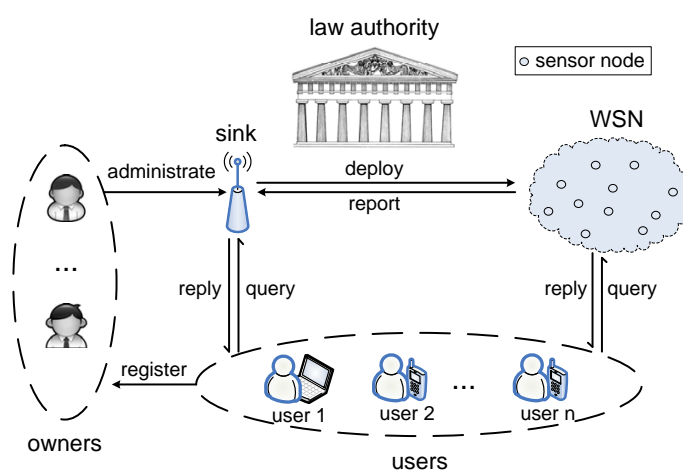 law authority
sensor node
WSN
sink
administrate
deploy
report
...
reply
query
reply
query
register
...
user 1
user 2
user n
owners
users